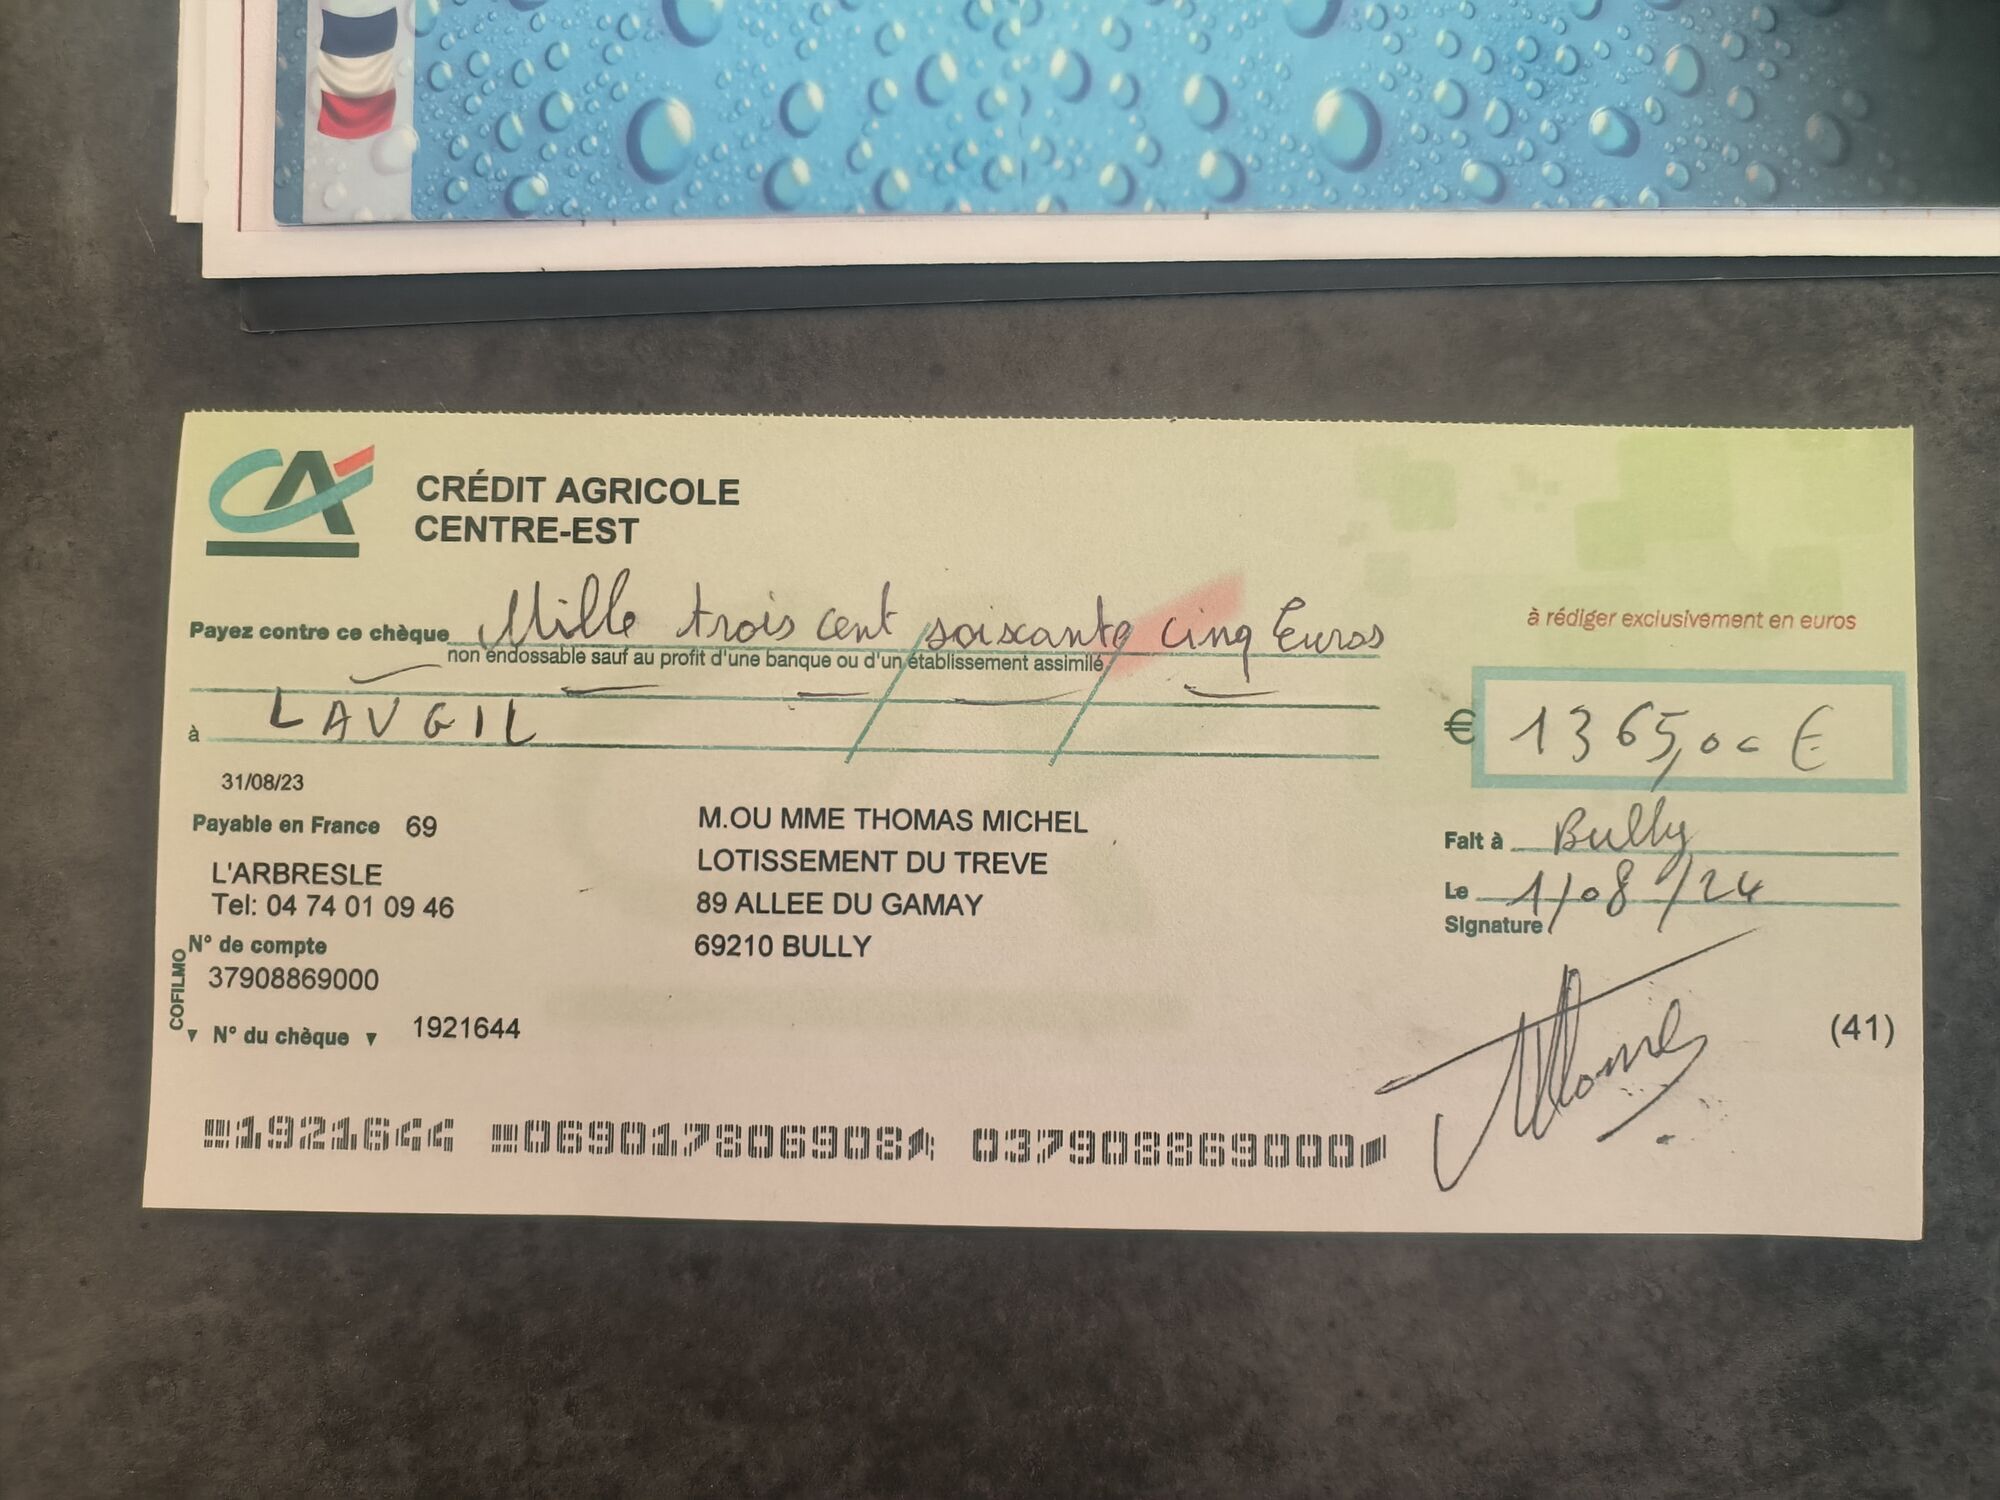 CA
CRÉDIT AGRICOLE
CENTRE-EST
à rédiger exclusivement en euros
Payez contre ce chèque Mille trois cent soixante cinq Euros
non endossable sauf au profit d'une banque ou d'un établissement assimilé
à LAVGIL
€ 1365,00 €
31/08/23
Payable en France 69
L'ARBRESLE
Tel: 04 74 01 09 46
N° de compte
37908869000
COFILMO
N° du chèque 1921644
M.OU MME THOMAS MICHEL
LOTISSEMENT DU TREVE
89 ALLEE DU GAMAY
69210 BULLY
Fait à Bully
Le 1/08/24
Signature
Thomas
(41)
1921644 069017806908 037908869000